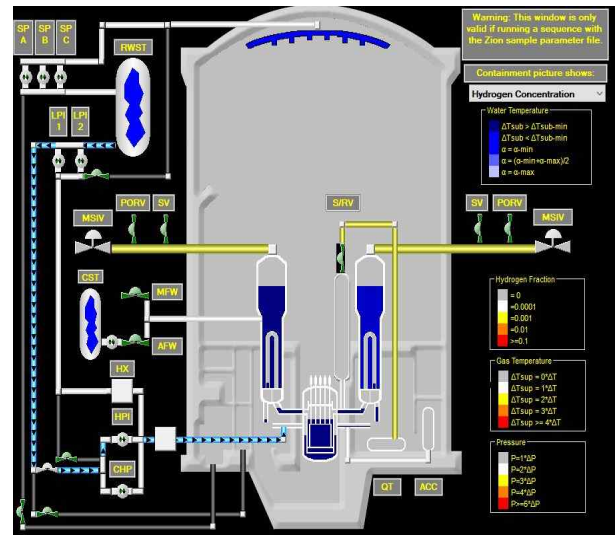 SP A
SP B
SP C
RWST
Warning: This window is only
valid if running a sequence with
the Zion sample parameter file.
Containment picture shows:
Hydrogen Concentration
LPI 1
LPI 2
Water Temperature
ΔTsub > ΔTsub-min
ΔTsub < ΔTsub-min
α = α-min
α = (α-min+α-max)/2
α = α-max
PORV
SV
MSIV
S/RV
SV
PORV
MSIV
CST
MFW
AFW
Hydrogen Fraction
= 0
=0.0001
=0.001
=0.01
>=0.1
HX
HPI
CHP
Gas Temperature
ΔTsup = 0*ΔT
ΔTsup = 1*ΔT
ΔTsup = 2*ΔT
ΔTsup = 3*ΔT
ΔTsup >= 4*ΔT
Pressure
P=1*ΔP
P=2*ΔP
P=3*ΔP
P=4*ΔP
P>=6*ΔP
QT
ACC